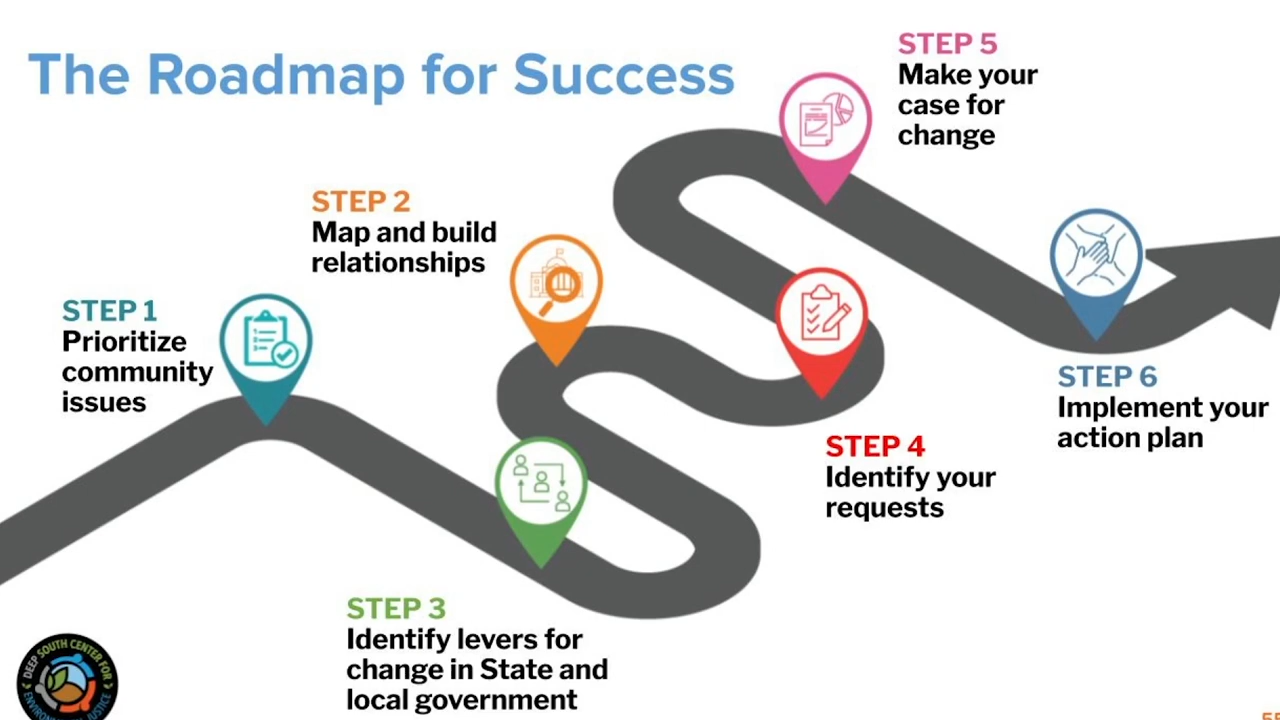 The Roadmap for Success
STEP 1
Prioritize
community
issues
STEP 2
Map and build
relationships
STEP 3
Identify levers for
change in State and
local government
STEP 4
Identify your
requests
STEP 5
Make your
case for
change
STEP 6
Implement your
action plan
DEEP SOUTH CENTER FOR